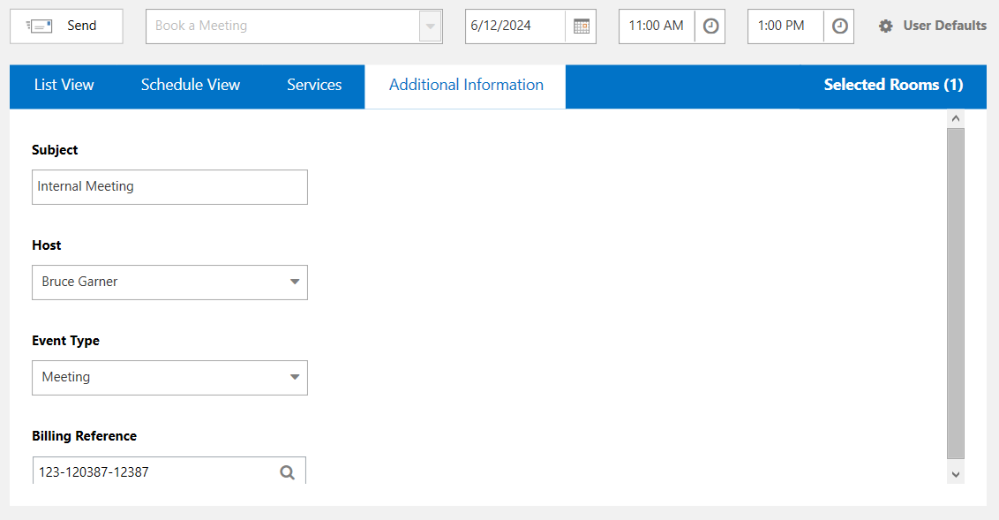 Send
Book a Meeting
6/12/2024
11:00 AM
1:00 PM
User Defaults
List View
Schedule View
Services
Additional Information
Selected Rooms (1)
Subject
Internal Meeting
Host
Bruce Garner
Event Type
Meeting
Billing Reference
123-120387-12387